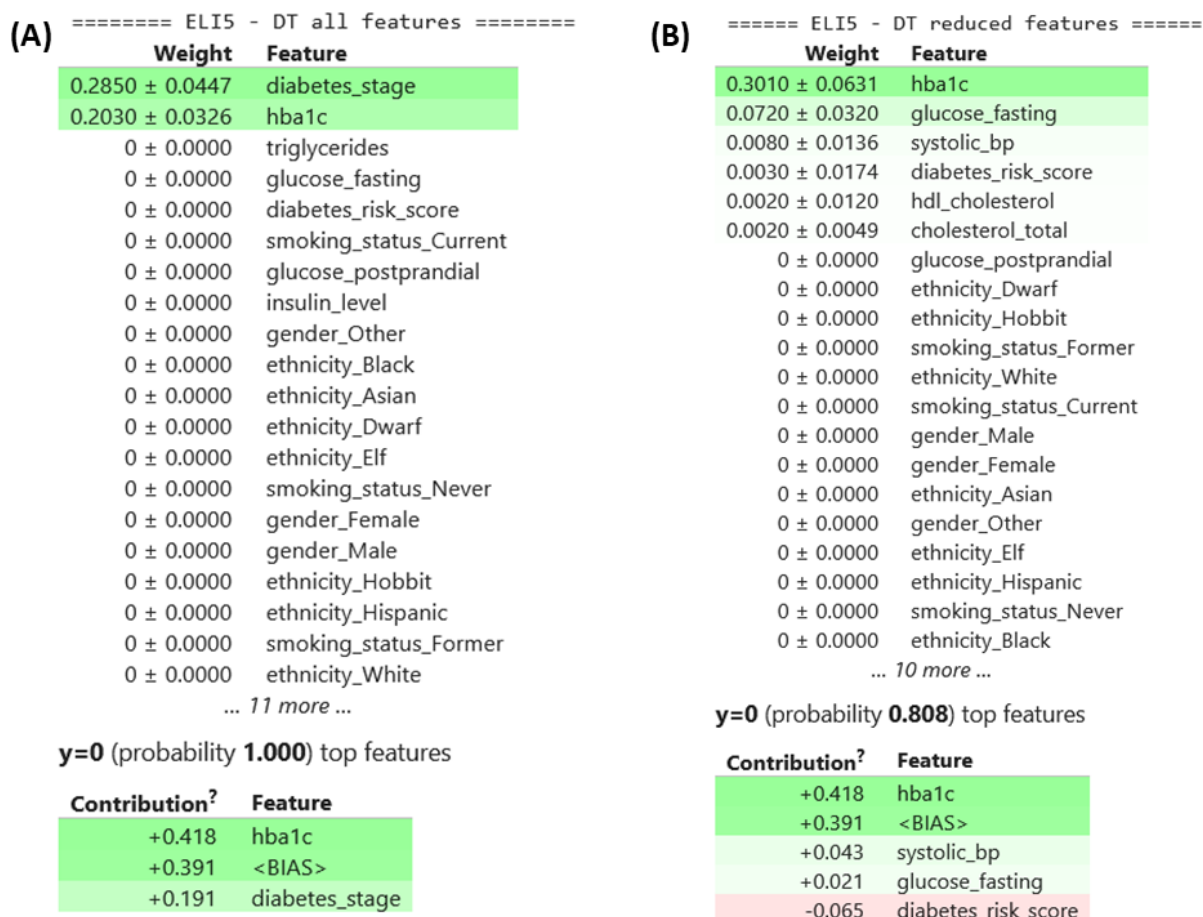 (A) ======== ELI5 - DT all features ========
Weight Feature
0.2850 ± 0.0447 diabetes_stage
0.2030 ± 0.0326 hba1c
0 ± 0.0000 triglycerides
0 ± 0.0000 glucose_fasting
0 ± 0.0000 diabetes_risk_score
0 ± 0.0000 smoking_status_Current
0 ± 0.0000 glucose_postprandial
0 ± 0.0000 insulin_level
0 ± 0.0000 gender_Other
0 ± 0.0000 ethnicity_Black
0 ± 0.0000 ethnicity_Asian
0 ± 0.0000 ethnicity_Dwarf
0 ± 0.0000 ethnicity_Elf
0 ± 0.0000 smoking_status_Never
0 ± 0.0000 gender_Female
0 ± 0.0000 gender_Male
0 ± 0.0000 ethnicity_Hobbit
0 ± 0.0000 ethnicity_Hispanic
0 ± 0.0000 smoking_status_Former
0 ± 0.0000 ethnicity_White
... 11 more ...
y=0 (probability 1.000) top features
Contribution? Feature
+0.418 hba1c
+0.391 <BIAS>
+0.191 diabetes_stage
(B) ====== ELI5 - DT reduced features ======
Weight Feature
0.3010 ± 0.0631 hba1c
0.0720 ± 0.0320 glucose_fasting
0.0080 ± 0.0136 systolic_bp
0.0030 ± 0.0174 diabetes_risk_score
0.0020 ± 0.0120 hdl_cholesterol
0.0020 ± 0.0049 cholesterol_total
0 ± 0.0000 glucose_postprandial
0 ± 0.0000 ethnicity_Dwarf
0 ± 0.0000 ethnicity_Hobbit
0 ± 0.0000 smoking_status_Former
0 ± 0.0000 ethnicity_White
0 ± 0.0000 smoking_status_Current
0 ± 0.0000 gender_Male
0 ± 0.0000 gender_Female
0 ± 0.0000 ethnicity_Asian
0 ± 0.0000 gender_Other
0 ± 0.0000 ethnicity_Elf
0 ± 0.0000 ethnicity_Hispanic
0 ± 0.0000 smoking_status_Never
0 ± 0.0000 ethnicity_Black
... 10 more ...
y=0 (probability 0.808) top features
Contribution? Feature
+0.418 hba1c
+0.391 <BIAS>
+0.043 systolic_bp
+0.021 glucose_fasting
-0.065 diabetes_risk_score